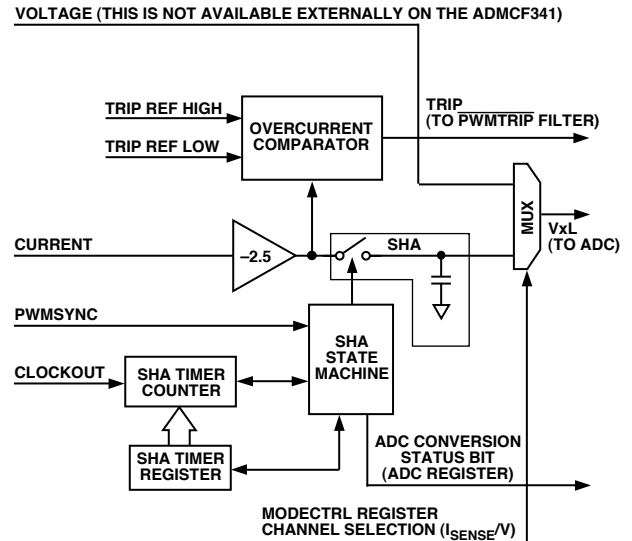 VOLTAGE (THIS IS NOT AVAILABLE EXTERNALLY ON THE ADMCF341)
TRIP REF HIGH
TRIP REF LOW
OVERCURRENT
COMPARATOR
TRIP
(TO PWMTRIP FILTER)
MUX
VxL
(TO ADC)
CURRENT
–2.5
SHA
PWMSYNC
SHA
STATE
MACHINE
CLOCKOUT
SHA TIMER
COUNTER
SHA TIMER
REGISTER
ADC CONVERSION
STATUS BIT
(ADC REGISTER)
MODECTRL REGISTER
CHANNEL SELECTION (ISENSE/V)